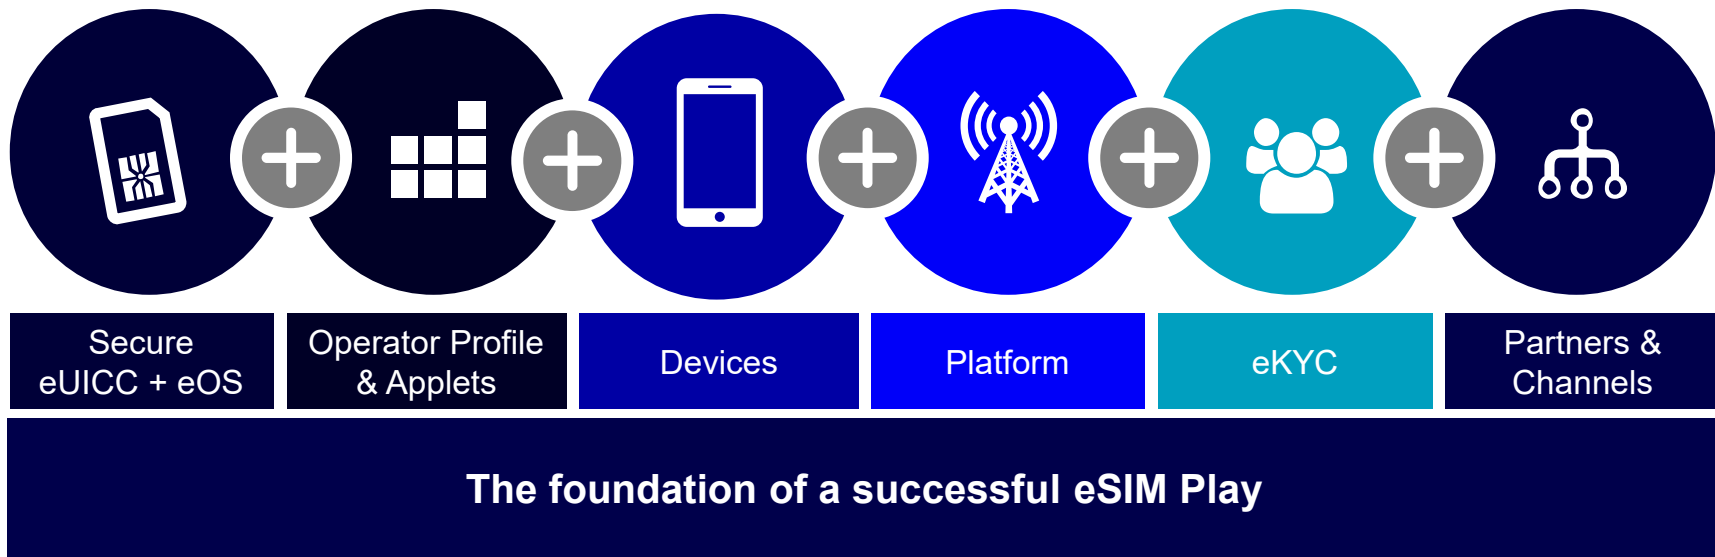 Secure
eUICC + eOS
Operator Profile
& Applets
Devices
Platform
eKYC
Partners &
Channels
The foundation of a successful eSIM Play